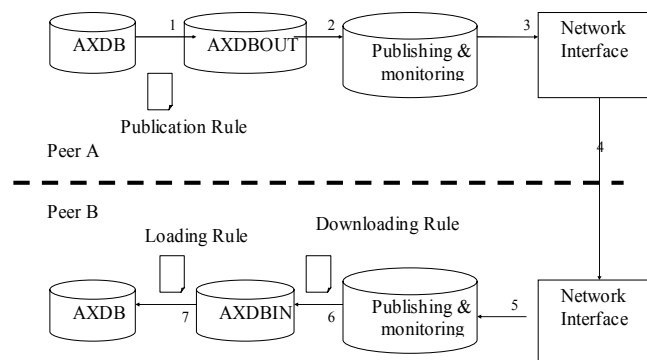 AXDB
1
AXDBOUT
2
Publishing &
monitoring
3
Network
Interface
Publication Rule
Peer A
4
Peer B
Loading Rule
Downloading Rule
AXDB
7
AXDBIN
6
Publishing &
monitoring
5
Network
Interface